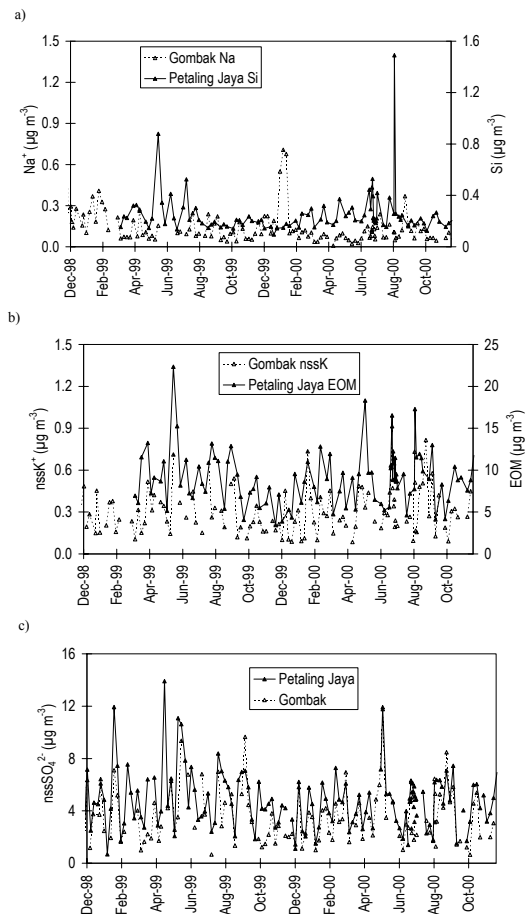 a)
1.5
1.2
0.9
0.6
0.3
0.0
Na⁺ (µg m⁻³)
1.6
1.2
0.8
0.4
0
Si (µg m⁻³)
Gombak Na
Petaling Jaya Si
Dec-98
Feb-99
Apr-99
Jun-99
Aug-99
Oct-99
Dec-99
Feb-00
Apr-00
Jun-00
Aug-00
Oct-00
b)
1.5
1.2
0.9
0.6
0.3
0.0
nssK⁺ (µg m⁻³)
25
20
15
10
5
0
EOM (µg m⁻³)
Gombak nssK
Petaling Jaya EOM
Dec-98
Feb-99
Apr-99
Jun-99
Aug-99
Oct-99
Dec-99
Feb-00
Apr-00
Jun-00
Aug-00
Oct-00
c)
16
12
8
4
0
nssSO₄²⁻ (µg m⁻³)
Petaling Jaya
Gombak
Dec-98
Feb-99
Apr-99
Jun-99
Aug-99
Oct-99
Dec-99
Feb-00
Apr-00
Jun-00
Aug-00
Oct-00